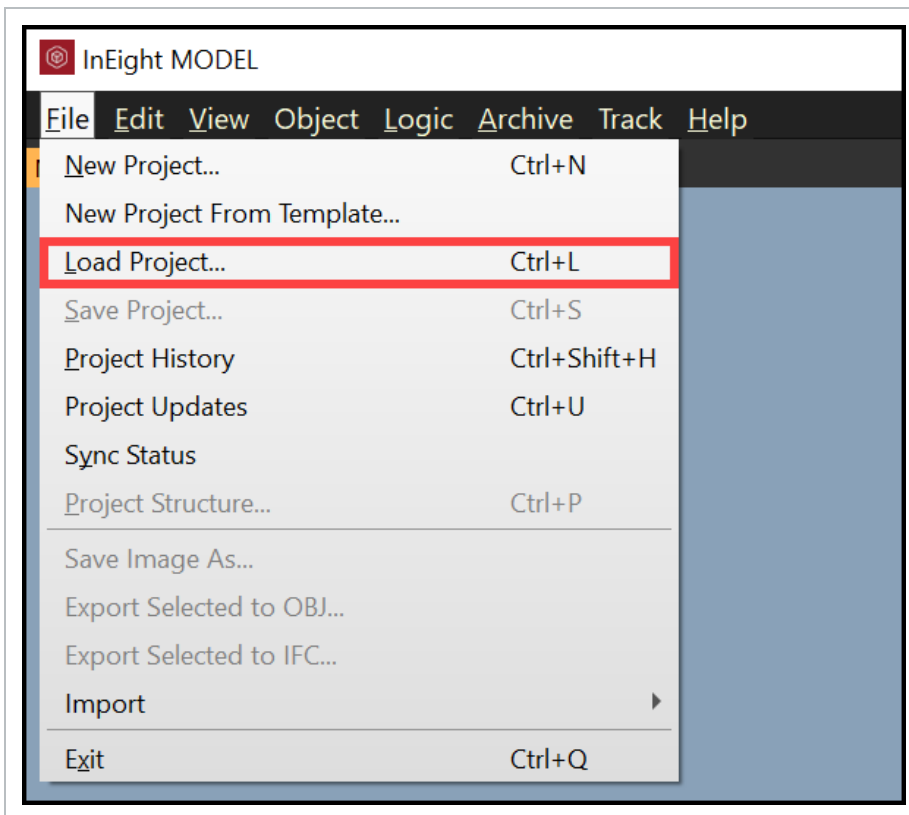 InEight MODEL
File Edit View Object Logic Archive Track Help
New Project... Ctrl+N
New Project From Template...
Load Project... Ctrl+L
Save Project... Ctrl+S
Project History Ctrl+Shift+H
Project Updates Ctrl+U
Sync Status
Project Structure... Ctrl+P
Save Image As...
Export Selected to OBJ...
Export Selected to IFC...
Import
Exit Ctrl+Q